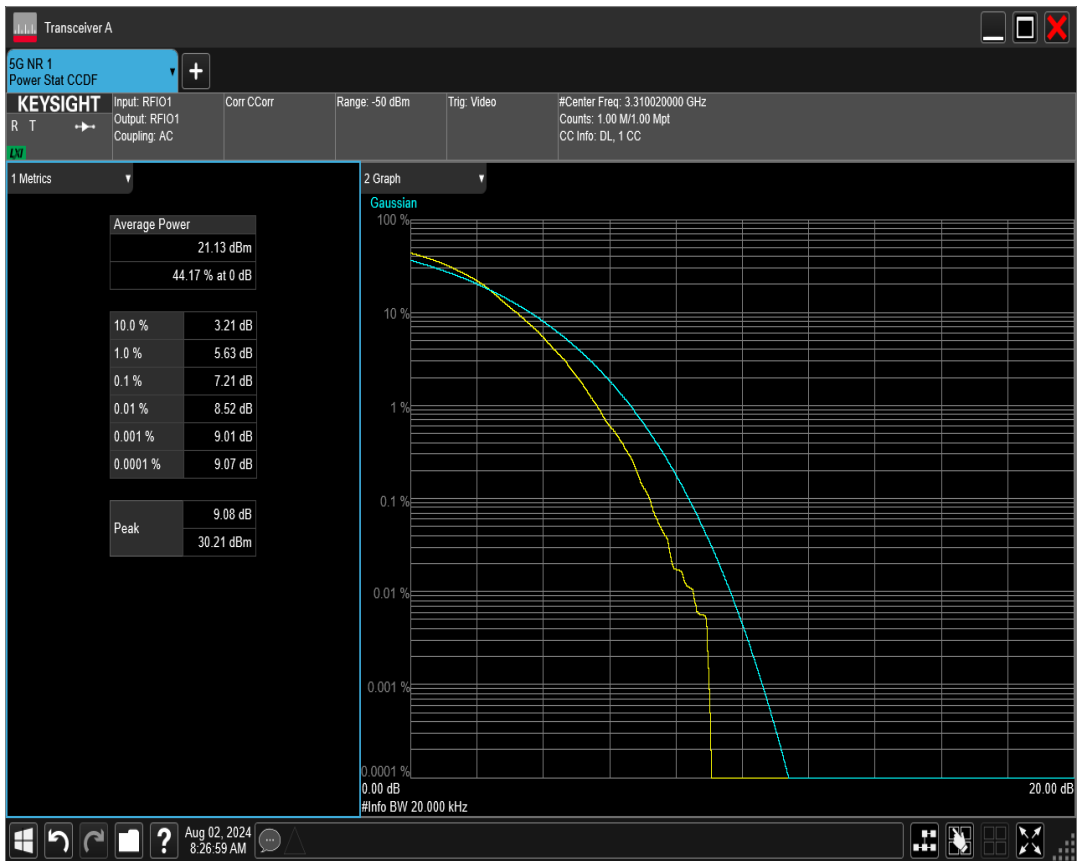 Transceiver A
5G NR 1
Power Stat CCDF
KEYSIGHT
R T
LXI
Input: RFIO1
Output: RFIO1
Coupling: AC
Corr CCorr
Range: -50 dBm
Trig: Video
#Center Freq: 3.310020000 GHz
Counts: 1.00 M/1.00 Mpt
CC Info: DL, 1 CC
1 Metrics
Average Power
21.13 dBm
44.17 % at 0 dB
10.0 % 3.21 dB
1.0 % 5.63 dB
0.1 % 7.21 dB
0.01 % 8.52 dB
0.001 % 9.01 dB
0.0001 % 9.07 dB
Peak
9.08 dB
30.21 dBm
2 Graph
Gaussian
100 %
10 %
1 %
0.1 %
0.01 %
0.001 %
0.0001 %
0.00 dB 20.00 dB
#Info BW 20.000 kHz
?
Aug 02, 2024
8:26:59 AM